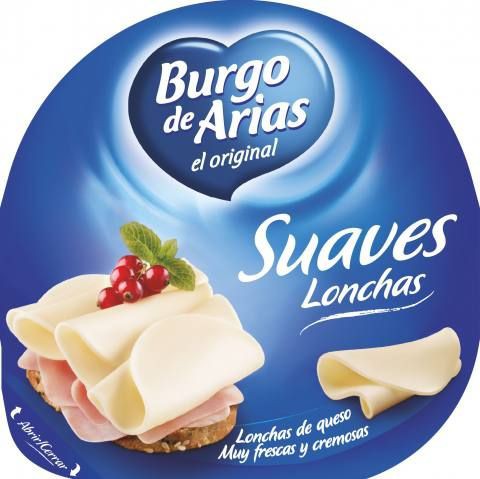 Burgo
de Arias
el original
Suaves
Lonchas
Lonchas de queso
Muy frescas y cremosas
Abrir/Cerrar